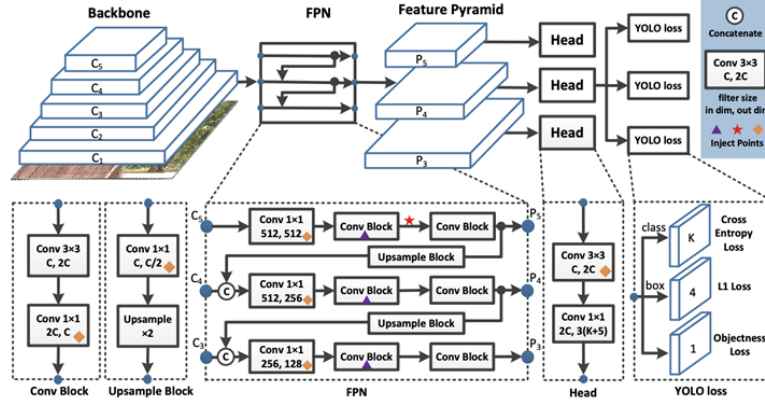 Backbone
FPN
Feature Pyramid
C
Concatenate
Conv 3×3
C, 2C
filter size
in dim, out dim
Inject Points
C5
C4
C3
C2
C1
P5
P4
P3
Head
Head
Head
YOLO loss
YOLO loss
YOLO loss
Conv 3×3
C, 2C
Conv 1×1
2C, C
Conv Block
Conv 1×1
C, C/2
Upsample
×2
Upsample Block
C5
Conv 1×1
512, 512
Conv Block
Conv Block
P5
Upsample Block
C4
C
Conv 1×1
512, 256
Conv Block
Conv Block
P4
Upsample Block
C3
C
Conv 1×1
256, 128
Conv Block
Conv Block
P3
FPN
Conv 3×3
C, 2C
Conv 1×1
2C, 3(K+5)
Head
class
K
Cross
Entropy
Loss
box
4
L1 Loss
1
Objectness
Loss
YOLO loss